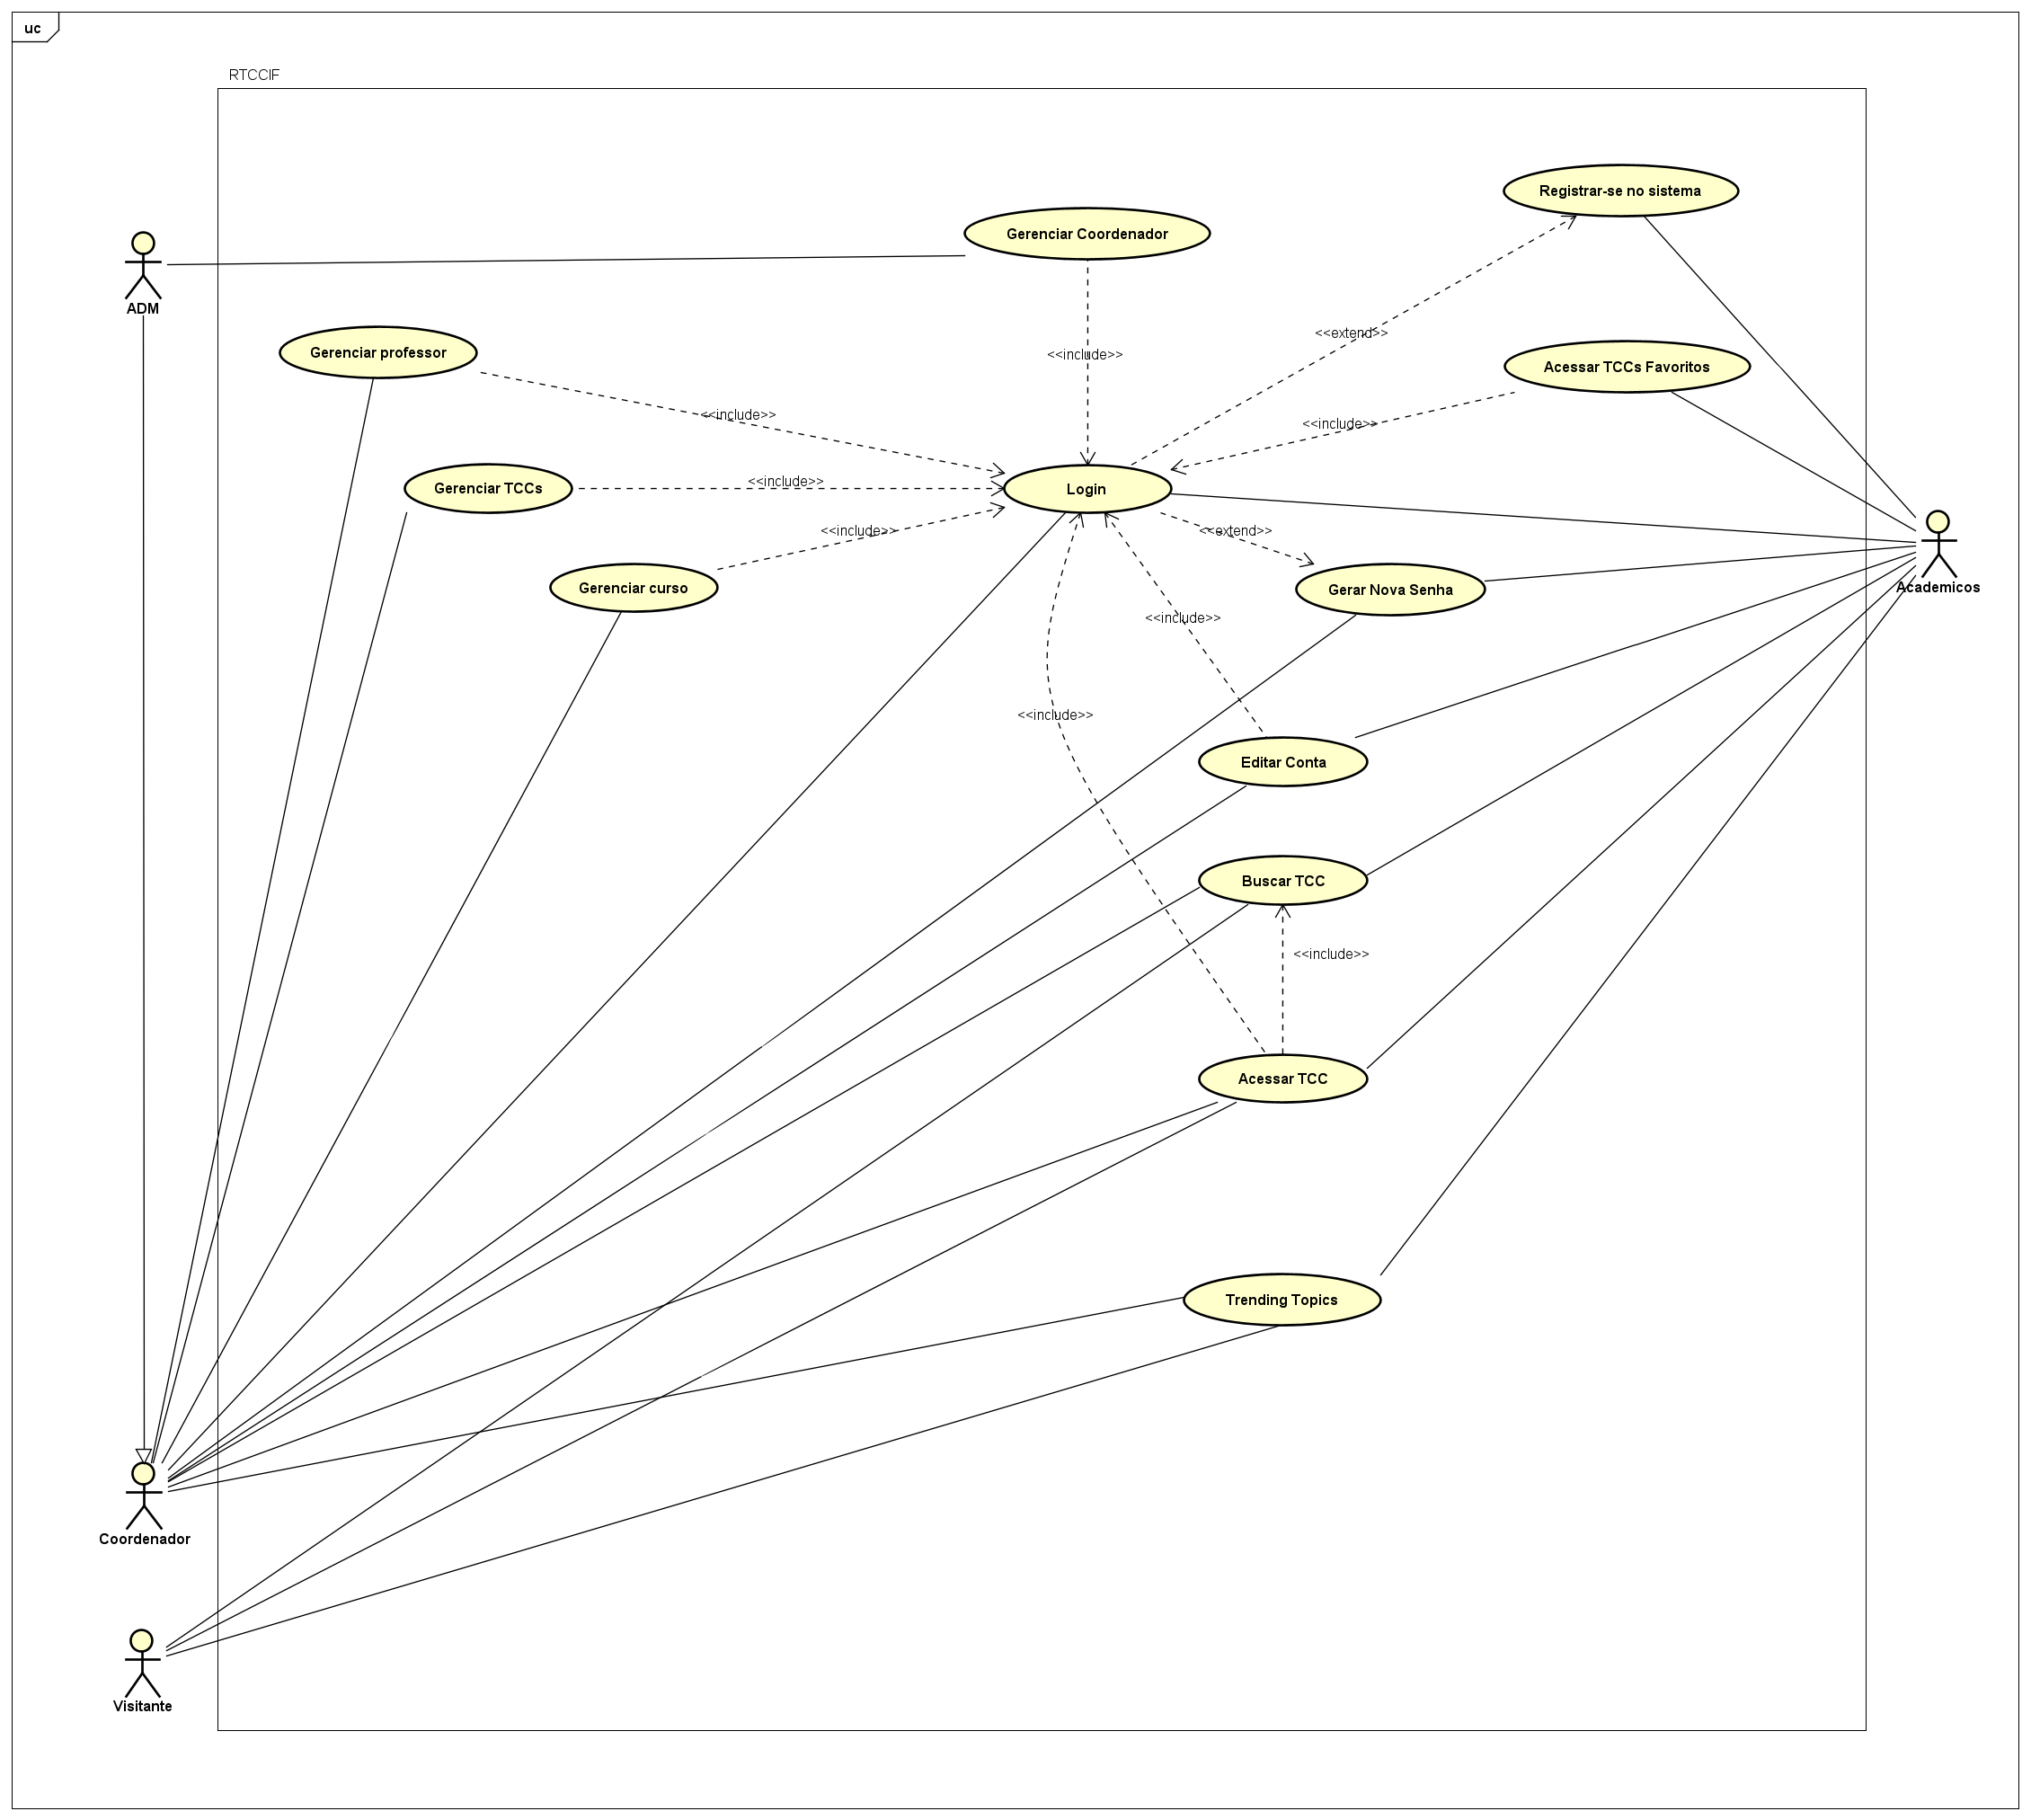 uc
RTCCIF
Registrar-se no sistema
Gerenciar Coordenador
ADM
<<extend>>
Gerenciar professor
<<include>>
Acessar TCCs Favoritos
<<include>>
<<include>>
Gerenciar TCCs
<<include>>
Login
<<include>>
<<extend>>
Gerenciar curso
Gerar Nova Senha
Academicos
<<include>>
<<include>>
Editar Conta
Buscar TCC
<<include>>
Acessar TCC
Trending Topics
Coordenador
Visitante